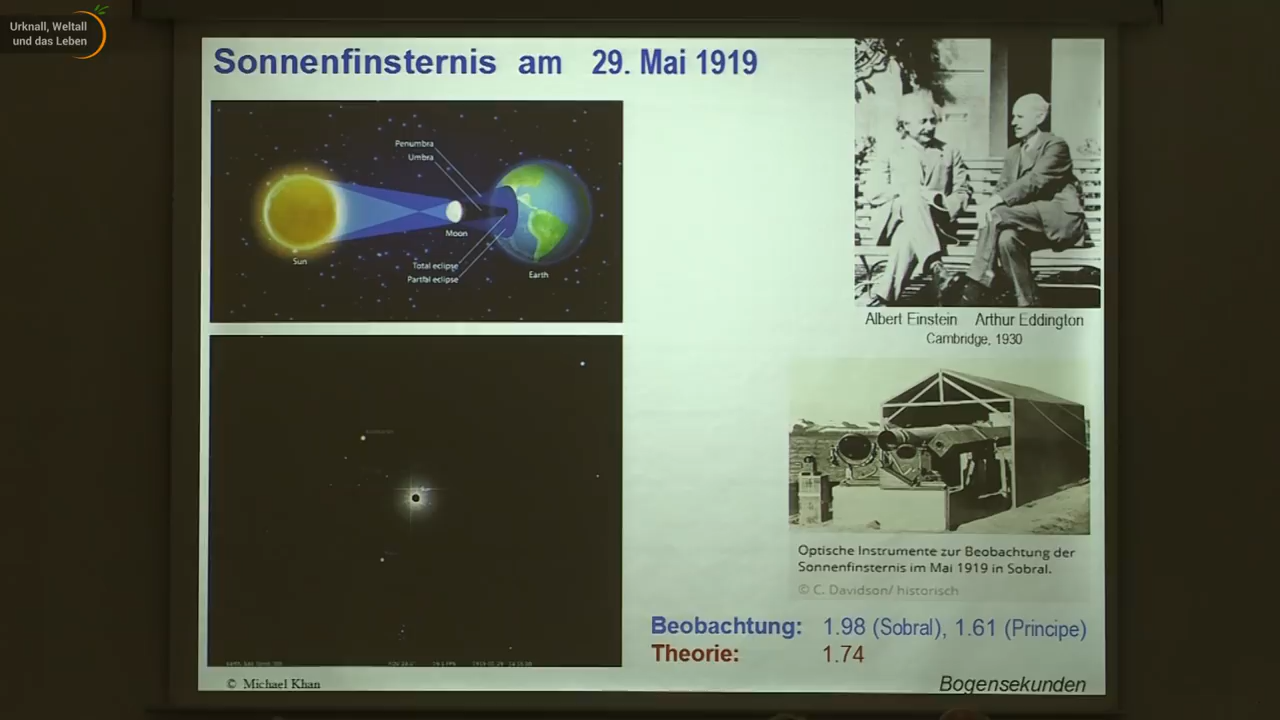 Urknall, Weltall
und das Leben
Sonnenfinsternis am 29. Mai 1919
Penumbra
Umbra
Moon
Sun
Total eclipse
Partial eclipse
Earth
Albert Einstein Arthur Eddington
Cambridge, 1930
Optische Instrumente zur Beobachtung der
Sonnenfinsternis im Mai 1919 in Sobral.
© C. Davidson/ historisch
Beobachtung: 1.98 (Sobral), 1.61 (Principe)
Theorie: 1.74
© Michael Khan
Bogensekunden